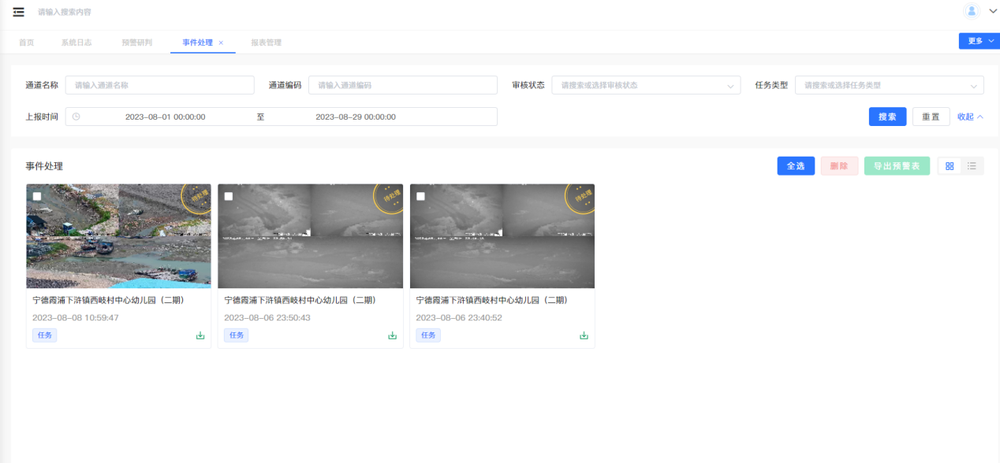 请输入搜索内容
首页 系统日志 预警研判 事件处理 × 报表管理 更多
通道名称 请输入通道名称 通道编码 请输入通道编码 审核状态 请搜索或选择审核状态 任务类型 请搜索或选择任务类型
上报时间 2023-08-01 00:00:00 至 2023-08-29 00:00:00 搜索 重置 收起
事件处理 全选 删除 导出预警表
待处理 待处理 待处理
宁德霞浦下浒镇西岐村中心幼儿园（二期） 宁德霞浦下浒镇西岐村中心幼儿园（二期） 宁德霞浦下浒镇西岐村中心幼儿园（二期）
2023-08-08 10:59:47 2023-08-06 23:50:43 2023-08-06 23:40:52
任务 任务 任务